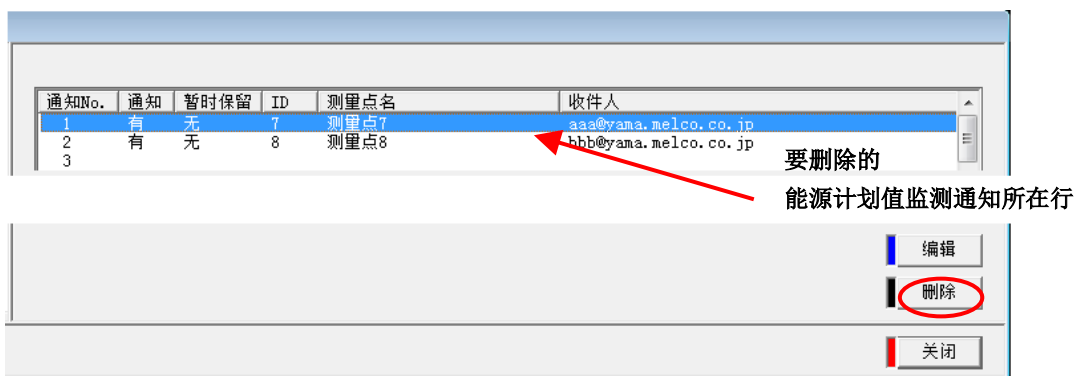 通知No. 通知 暂时保留 ID 测量点名 收件人
1 有 无 7 测量点7 aaa@yama.melco.co.jp
2 有 无 8 测量点8 bbb@yama.melco.co.jp
3
要删除的
能源计划值监测通知所在行
编辑
删除
关闭